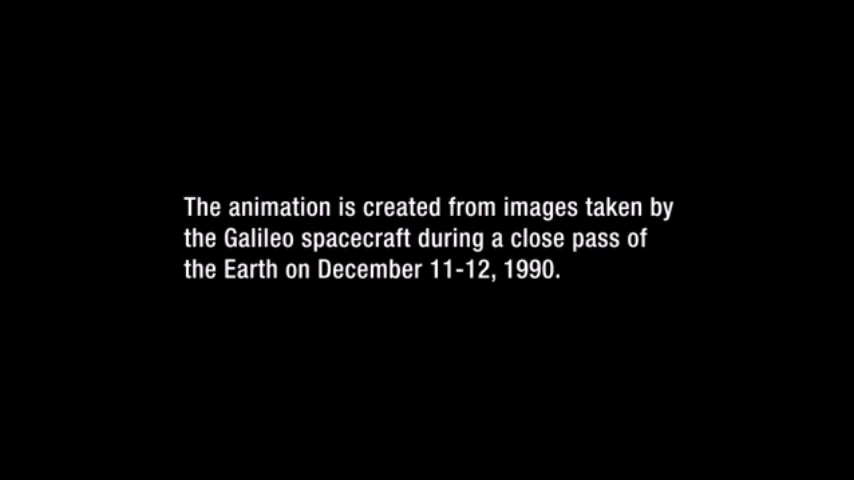 The animation is created from images taken by
the Galileo spacecraft during a close pass of
the Earth on December 11-12, 1990.